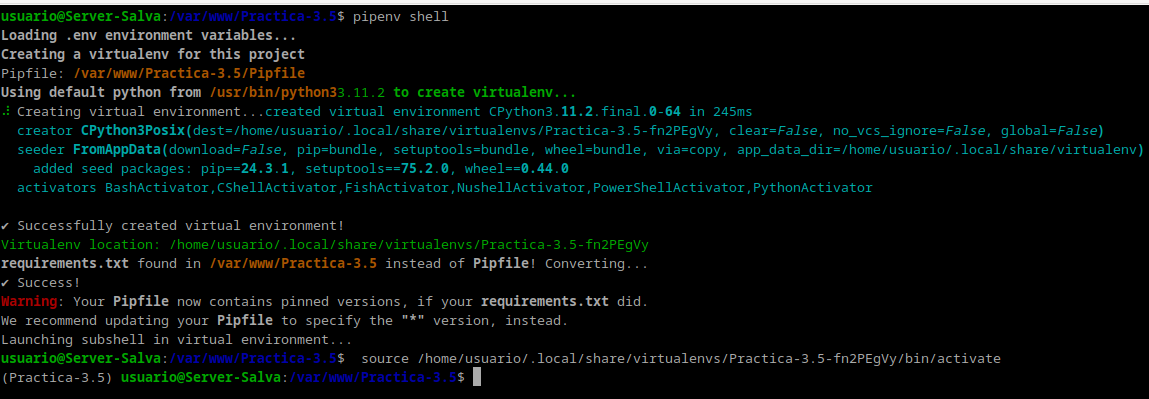 usuario@Server-Salva:/var/www/Practica-3.5$ pipenv shell
Loading .env environment variables...
Creating a virtualenv for this project
Pipfile: /var/www/Practica-3.5/Pipfile
Using default python from /usr/bin/python33.11.2 to create virtualenv...
⠼ Creating virtual environment...created virtual environment CPython3.11.2.final.0-64 in 245ms
  creator CPython3Posix(dest=/home/usuario/.local/share/virtualenvs/Practica-3.5-fn2PEgVy, clear=False, no_vcs_ignore=False, global=False)
  seeder FromAppData(download=False, pip=bundle, setuptools=bundle, wheel=bundle, via=copy, app_data_dir=/home/usuario/.local/share/virtualenv)
    added seed packages: pip==24.3.1, setuptools==75.2.0, wheel==0.44.0
  activators BashActivator,CShellActivator,FishActivator,NushellActivator,PowerShellActivator,PythonActivator
✔ Successfully created virtual environment!
Virtualenv location: /home/usuario/.local/share/virtualenvs/Practica-3.5-fn2PEgVy
requirements.txt found in /var/www/Practica-3.5 instead of Pipfile! Converting...
✔ Success!
Warning: Your Pipfile now contains pinned versions, if your requirements.txt did.
We recommend updating your Pipfile to specify the "*" version, instead.
Launching subshell in virtual environment...
usuario@Server-Salva:/var/www/Practica-3.5$  source /home/usuario/.local/share/virtualenvs/Practica-3.5-fn2PEgVy/bin/activate
(Practica-3.5) usuario@Server-Salva:/var/www/Practica-3.5$